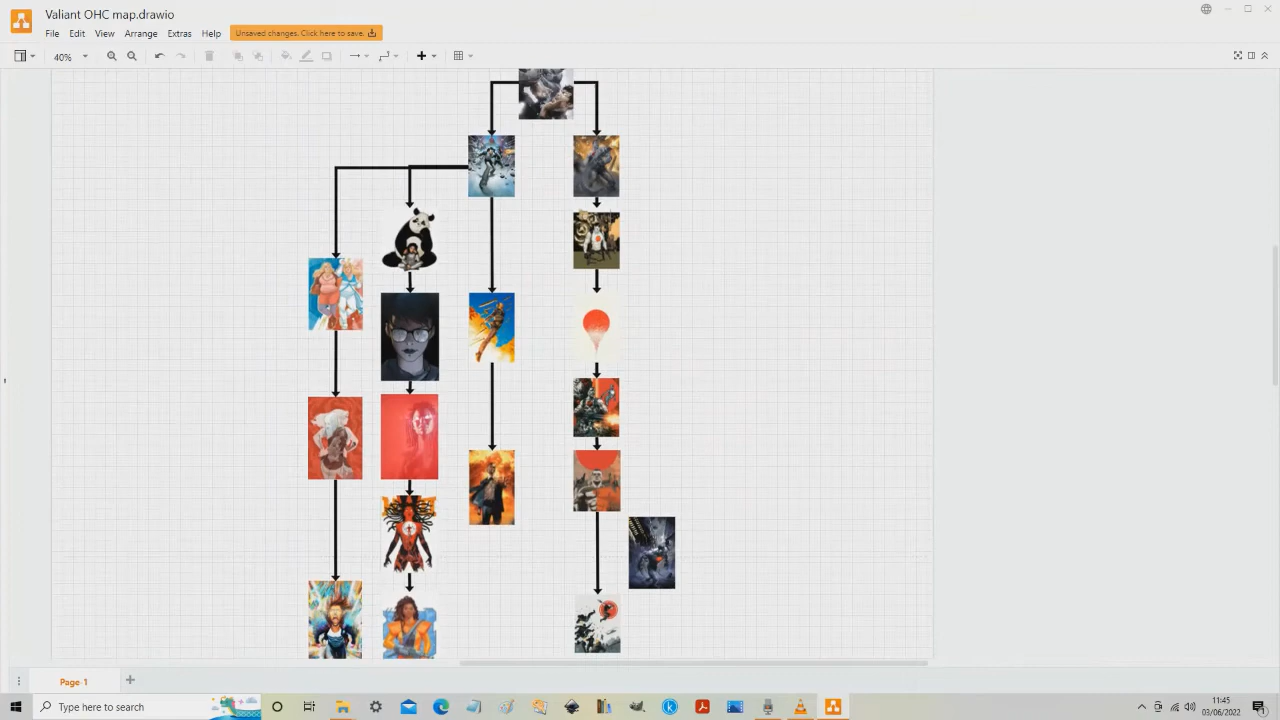 Valiant OHC map.drawio
File Edit View Arrange Extras Help Unsaved changes. Click here to save.
Page-1
Type here to search
11:45
03/06/2022